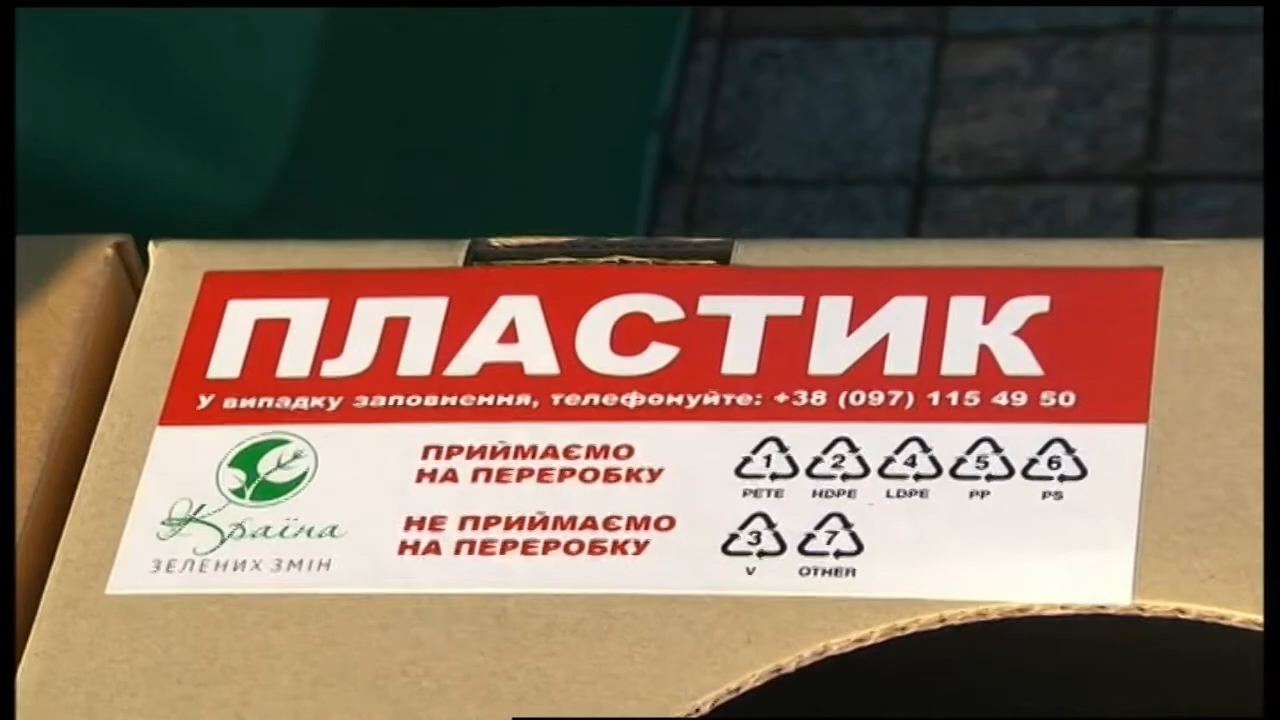 ПЛАСТИК
У випадку заповнення, телефонуйте: +38 (097) 115 49 50
ПРИЙМАЄМО
НА ПЕРЕРОБКУ
1 2 4 5 6
PETE HDPE LDPE PP PS
НЕ ПРИЙМАЄМО
НА ПЕРЕРОБКУ
3 7
V OTHER
Країна
ЗЕЛЕНИХ ЗМІН